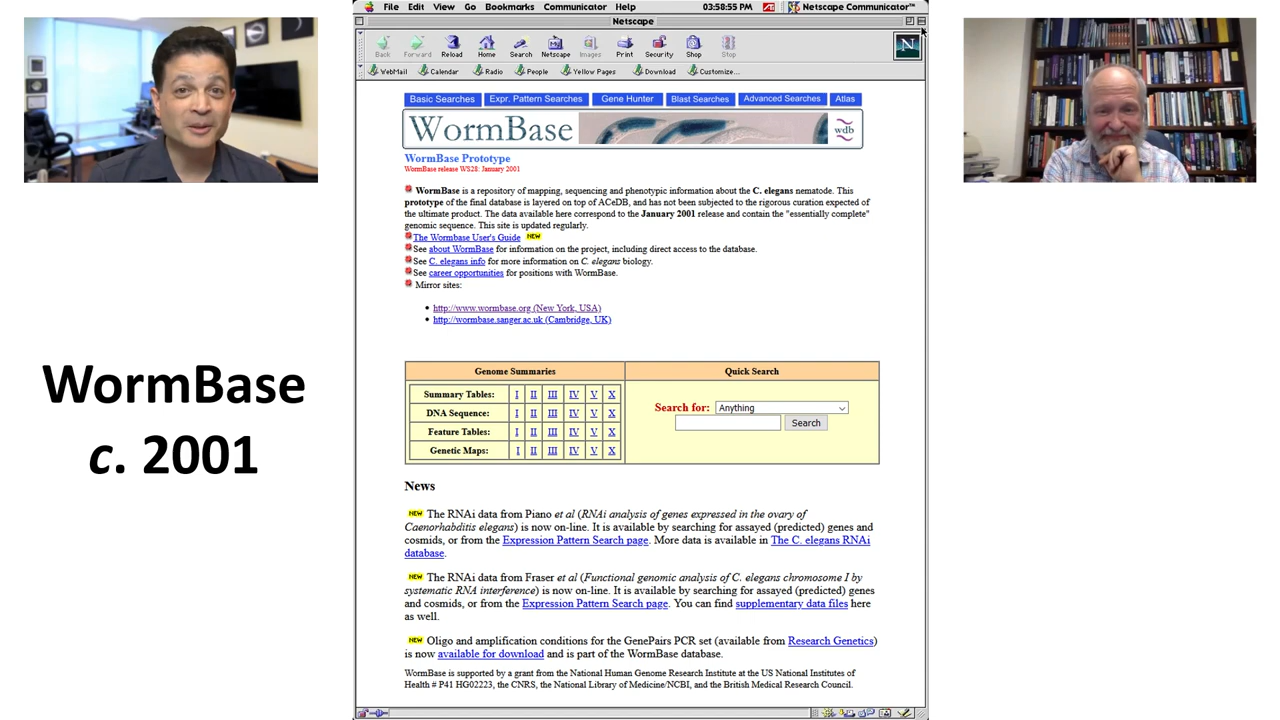 File Edit View Go Bookmarks Communicator Help 03:58:55 PM Netscape Communicator™
Netscape
Back Forward Reload Home Search Netscape Images Print Security Shop Stop
N
WebMail Calendar Radio People Yellow Pages Download Customize...
Basic Searches Expr. Pattern Searches Gene Hunter Blast Searches Advanced Searches Atlas
WormBase wdb
WormBase Prototype
WormBase release WS28: January 2001
WormBase is a repository of mapping, sequencing and phenotypic information about the C. elegans nematode. This
prototype of the final database is layered on top of ACeDB, and has not been subjected to the rigorous curation expected of
the ultimate product. The data available here correspond to the January 2001 release and contain the "essentially complete"
genomic sequence. This site is updated regularly.
The Wormbase User's Guide NEW
See about WormBase for information on the project, including direct access to the database.
See C. elegans info for more information on C. elegans biology.
See career opportunities for positions with WormBase.
Mirror sites:
• http://www.wormbase.org (New York, USA)
• http://wormbase.sanger.ac.uk (Cambridge, UK)
WormBase
c. 2001
Genome Summaries Quick Search
Summary Tables: I II III IV V X
DNA Sequence: I II III IV V X
Feature Tables: I II III IV V X
Genetic Maps: I II III IV V X
Search for: Anything
Search
News
NEW The RNAi data from Piano et al (RNAi analysis of genes expressed in the ovary of
Caenorhabditis elegans) is now on-line. It is available by searching for assayed (predicted) genes and
cosmids, or from the Expression Pattern Search page. More data is available in The C. elegans RNAi
database.
NEW The RNAi data from Fraser et al (Functional genomic analysis of C. elegans chromosome I by
systematic RNA interference) is now on-line. It is available by searching for assayed (predicted) genes
and cosmids, or from the Expression Pattern Search page. You can find supplementary data files here
as well.
NEW Oligo and amplification conditions for the GenePairs PCR set (available from Research Genetics)
is now available for download and is part of the WormBase database.
WormBase is supported by a grant from the National Human Genome Research Institute at the US National Institutes of
Health # P41 HG02223, the CNRS, the National Library of Medicine/NCBI, and the British Medical Research Council.